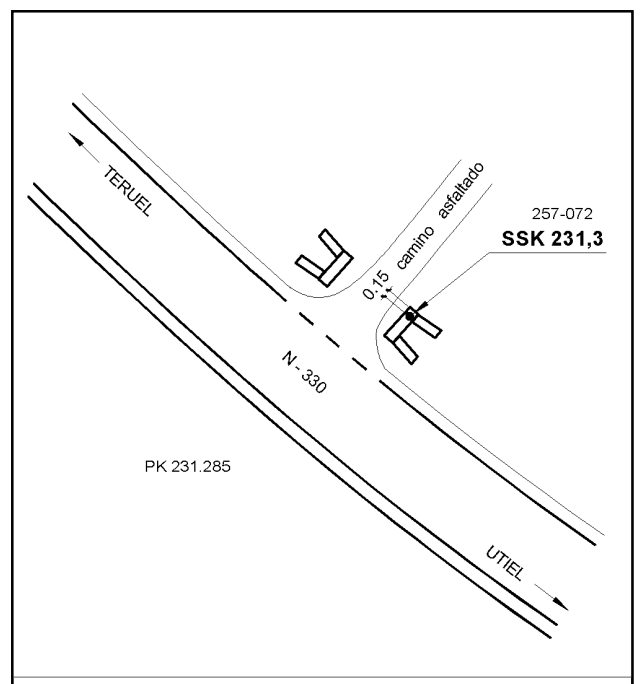 TERUEL
camino asfaltado
257-072
SSK 231,3
0.15
N - 330
PK 231.285
UTIEL